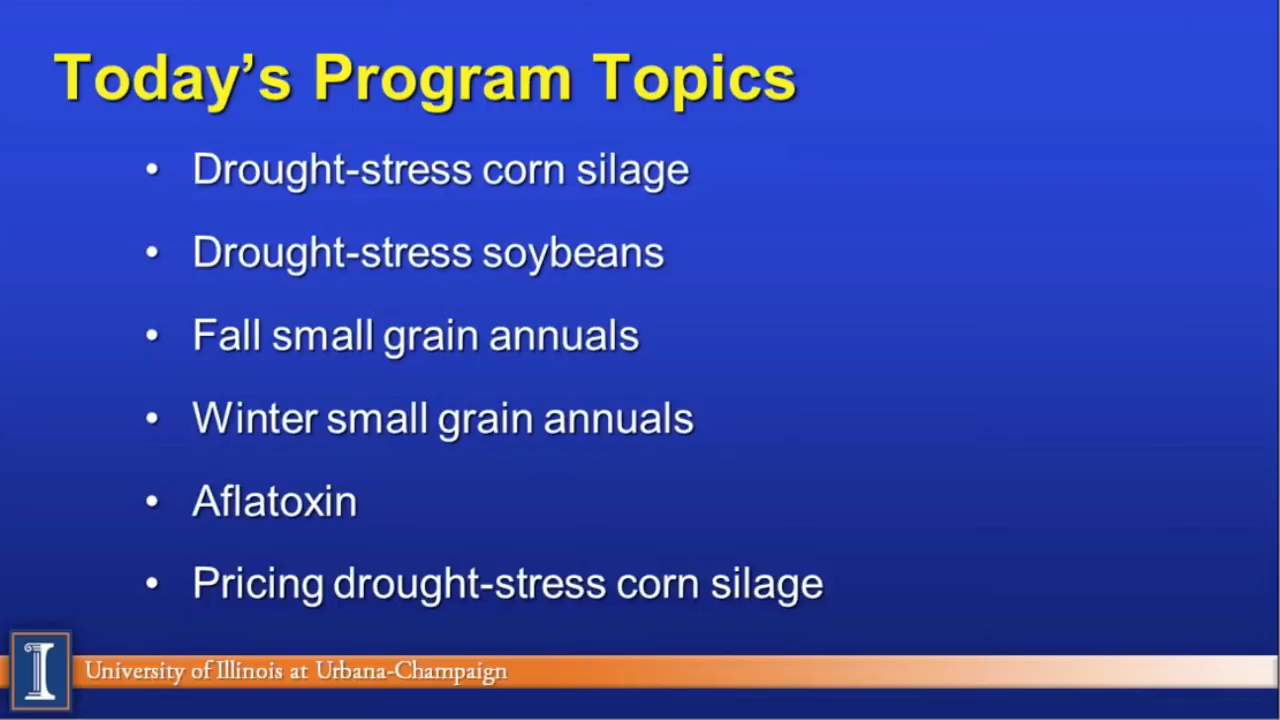 Today’s Program Topics
• Drought-stress corn silage
• Drought-stress soybeans
• Fall small grain annuals
• Winter small grain annuals
• Aflatoxin
• Pricing drought-stress corn silage
I
University of Illinois at Urbana-Champaign